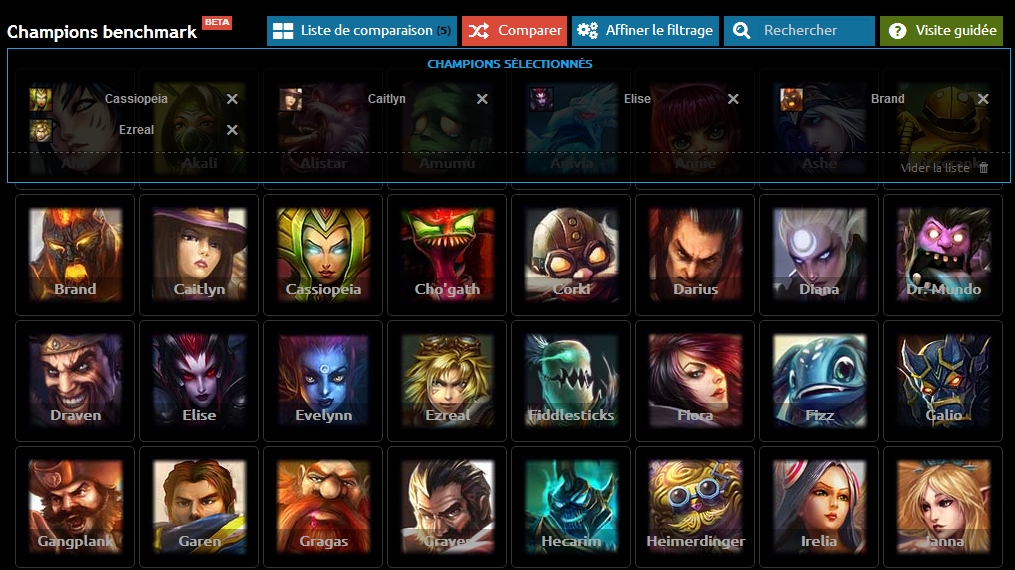 Champions benchmark BETA
Liste de comparaison (5) Comparer Affiner le filtrage Rechercher Visite guidée
CHAMPIONS SÉLECTIONNÉS
Cassiopeia Caitlyn Elise Brand
Ezreal
Akali Alistar Amumu Anivia Annie Ashe
Vider la liste
Brand Caitlyn Cassiopeia Cho'gath Corki Darius Diana Dr. Mundo
Draven Elise Evelynn Ezreal Fiddlesticks Fiora Fizz Galio
Gangplank Garen Gragas Graves Hecarim Heimerdinger Irelia Janna